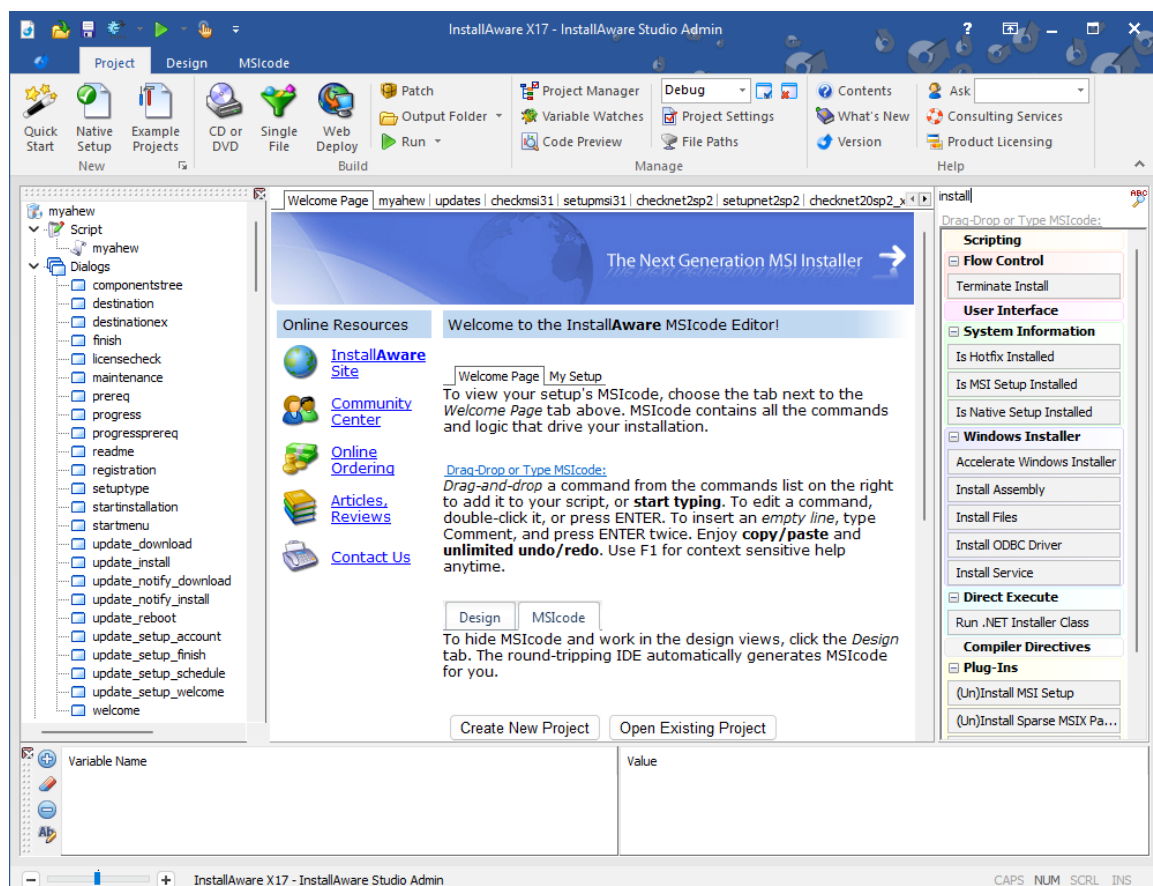 InstallAware X17 - InstallAware Studio Admin
Project Design MSIcode
Quick Start
Native Setup
Example Projects
New
CD or DVD
Single File
Web Deploy
Patch
Output Folder
Run
Build
Project Manager
Variable Watches
Code Preview
Debug
Project Settings
File Paths
Manage
Contents
What's New
Version
Ask
Consulting Services
Product Licensing
Help
myahew
Script
myahew
Dialogs
componentstree
destination
destinationex
finish
licensecheck
maintenance
prereq
progress
progressprereq
readme
registration
setuptype
startinstallation
startmenu
update_download
update_install
update_notify_download
update_notify_install
update_reboot
update_setup_account
update_setup_finish
update_setup_schedule
update_setup_welcome
welcome
Welcome Page myahew updates checkmsi31 setupmsi31 checknet2sp2 setupnet2sp2 checknet20sp2_x
The Next Generation MSI Installer
Online Resources
InstallAware
Site
Community
Center
Online
Ordering
Articles,
Reviews
Contact Us
Welcome to the InstallAware MSIcode Editor!
Welcome Page My Setup
To view your setup's MSIcode, choose the tab next to the
Welcome Page tab above. MSIcode contains all the commands
and logic that drive your installation.
Drag-Drop or Type MSIcode:
Drag-and-drop a command from the commands list on the right
to add it to your script, or start typing. To edit a command,
double-click it, or press ENTER. To insert an empty line, type
Comment, and press ENTER twice. Enjoy copy/paste and
unlimited undo/redo. Use F1 for context sensitive help
anytime.
Design MSIcode
To hide MSIcode and work in the design views, click the Design
tab. The round-tripping IDE automatically generates MSIcode
for you.
Create New Project Open Existing Project
install
ABC
Drag-Drop or Type MSIcode:
Scripting
Flow Control
Terminate Install
User Interface
System Information
Is Hotfix Installed
Is MSI Setup Installed
Is Native Setup Installed
Windows Installer
Accelerate Windows Installer
Install Assembly
Install Files
Install ODBC Driver
Install Service
Direct Execute
Run .NET Installer Class
Compiler Directives
Plug-Ins
(Un)Install MSI Setup
(Un)Install Sparse MSIX Pa...
Variable Name Value
Ab
InstallAware X17 - InstallAware Studio Admin
CAPS NUM SCRL INS